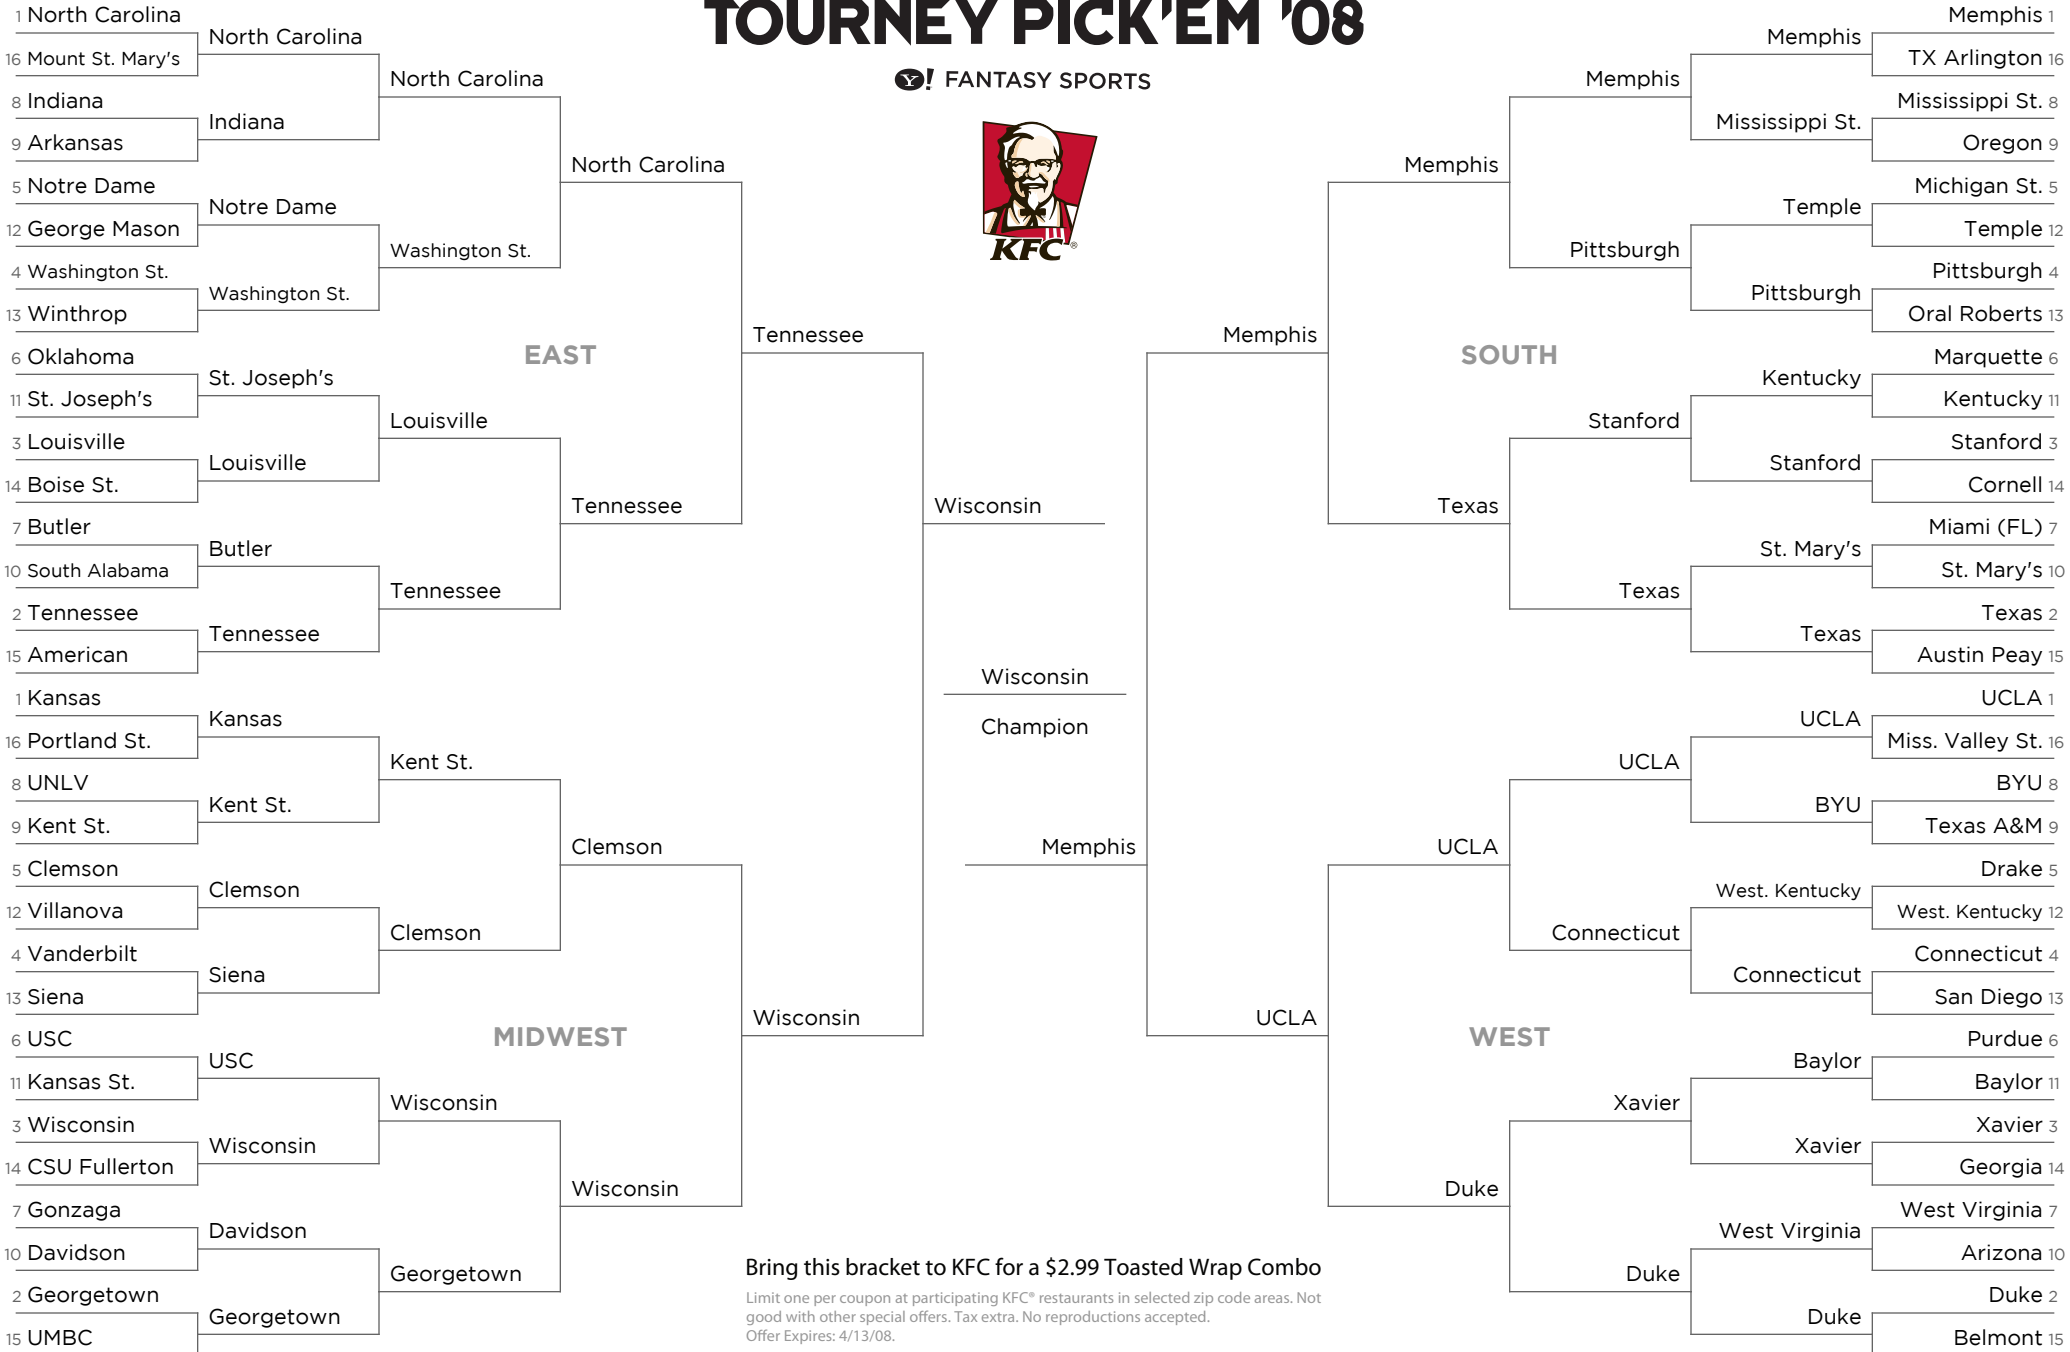 TOURNEY PICK'EM '08
Y! FANTASY SPORTS
KFC®
1 North Carolina
16 Mount St. Mary's
8 Indiana
9 Arkansas
5 Notre Dame
12 George Mason
4 Washington St.
13 Winthrop
6 Oklahoma
11 St. Joseph's
3 Louisville
14 Boise St.
7 Butler
10 South Alabama
2 Tennessee
15 American
1 Kansas
16 Portland St.
8 UNLV
9 Kent St.
5 Clemson
12 Villanova
4 Vanderbilt
13 Siena
6 USC
11 Kansas St.
3 Wisconsin
14 CSU Fullerton
7 Gonzaga
10 Davidson
2 Georgetown
15 UMBC
North Carolina
Indiana
Notre Dame
Washington St.
St. Joseph's
Louisville
Butler
Tennessee
Kansas
Kent St.
Clemson
Siena
USC
Wisconsin
Davidson
Georgetown
North Carolina
Washington St.
Louisville
Tennessee
Kent St.
Clemson
Wisconsin
Georgetown
EAST
MIDWEST
North Carolina
Tennessee
Clemson
Wisconsin
Tennessee
Wisconsin
Wisconsin
Wisconsin
Champion
Memphis
Memphis
UCLA
Memphis
Texas
UCLA
Duke
SOUTH
WEST
Memphis
Pittsburgh
Stanford
Texas
UCLA
Connecticut
Xavier
Duke
Memphis
Mississippi St.
Temple
Pittsburgh
Kentucky
Stanford
St. Mary's
Texas
UCLA
BYU
West. Kentucky
Connecticut
Baylor
Xavier
West Virginia
Duke
Memphis 1
TX Arlington 16
Mississippi St. 8
Oregon 9
Michigan St. 5
Temple 12
Pittsburgh 4
Oral Roberts 13
Marquette 6
Kentucky 11
Stanford 3
Cornell 14
Miami (FL) 7
St. Mary's 10
Texas 2
Austin Peay 15
UCLA 1
Miss. Valley St. 16
BYU 8
Texas A&M 9
Drake 5
West. Kentucky 12
Connecticut 4
San Diego 13
Purdue 6
Baylor 11
Xavier 3
Georgia 14
West Virginia 7
Arizona 10
Duke 2
Belmont 15
Bring this bracket to KFC for a $2.99 Toasted Wrap Combo
Limit one per coupon at participating KFC® restaurants in selected zip code areas. Not
good with other special offers. Tax extra. No reproductions accepted.
Offer Expires: 4/13/08.